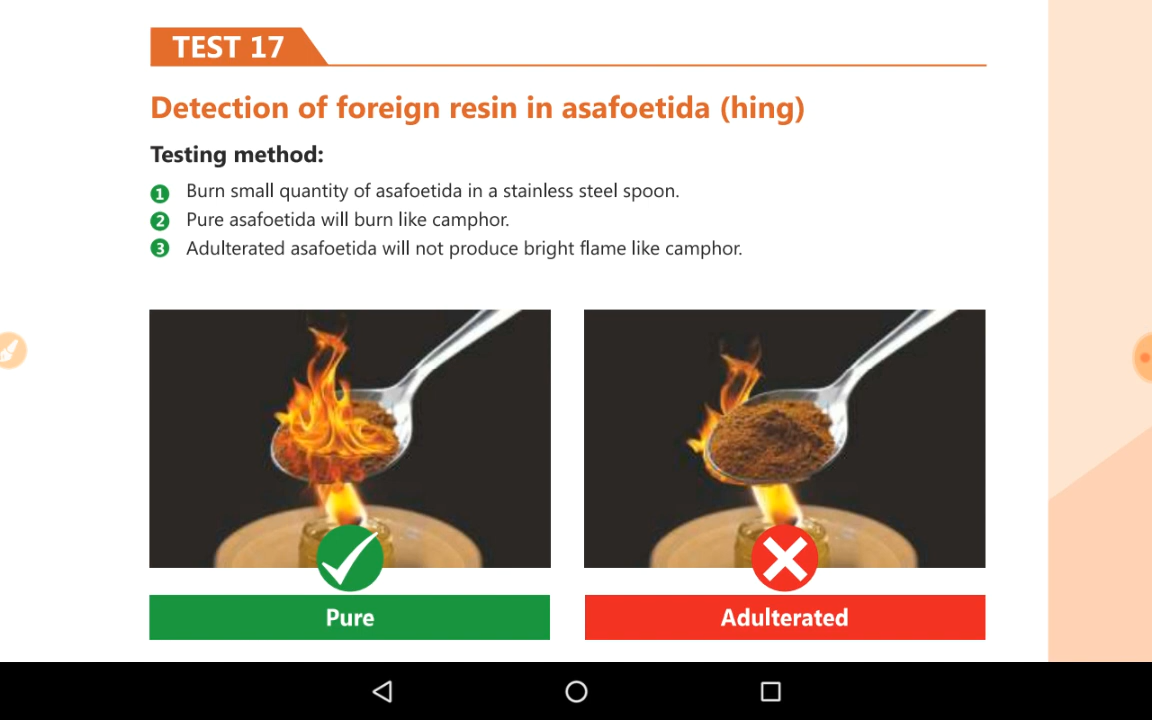 TEST 17
Detection of foreign resin in asafoetida (hing)
Testing method:
1 Burn small quantity of asafoetida in a stainless steel spoon.
2 Pure asafoetida will burn like camphor.
3 Adulterated asafoetida will not produce bright flame like camphor.
Pure
Adulterated